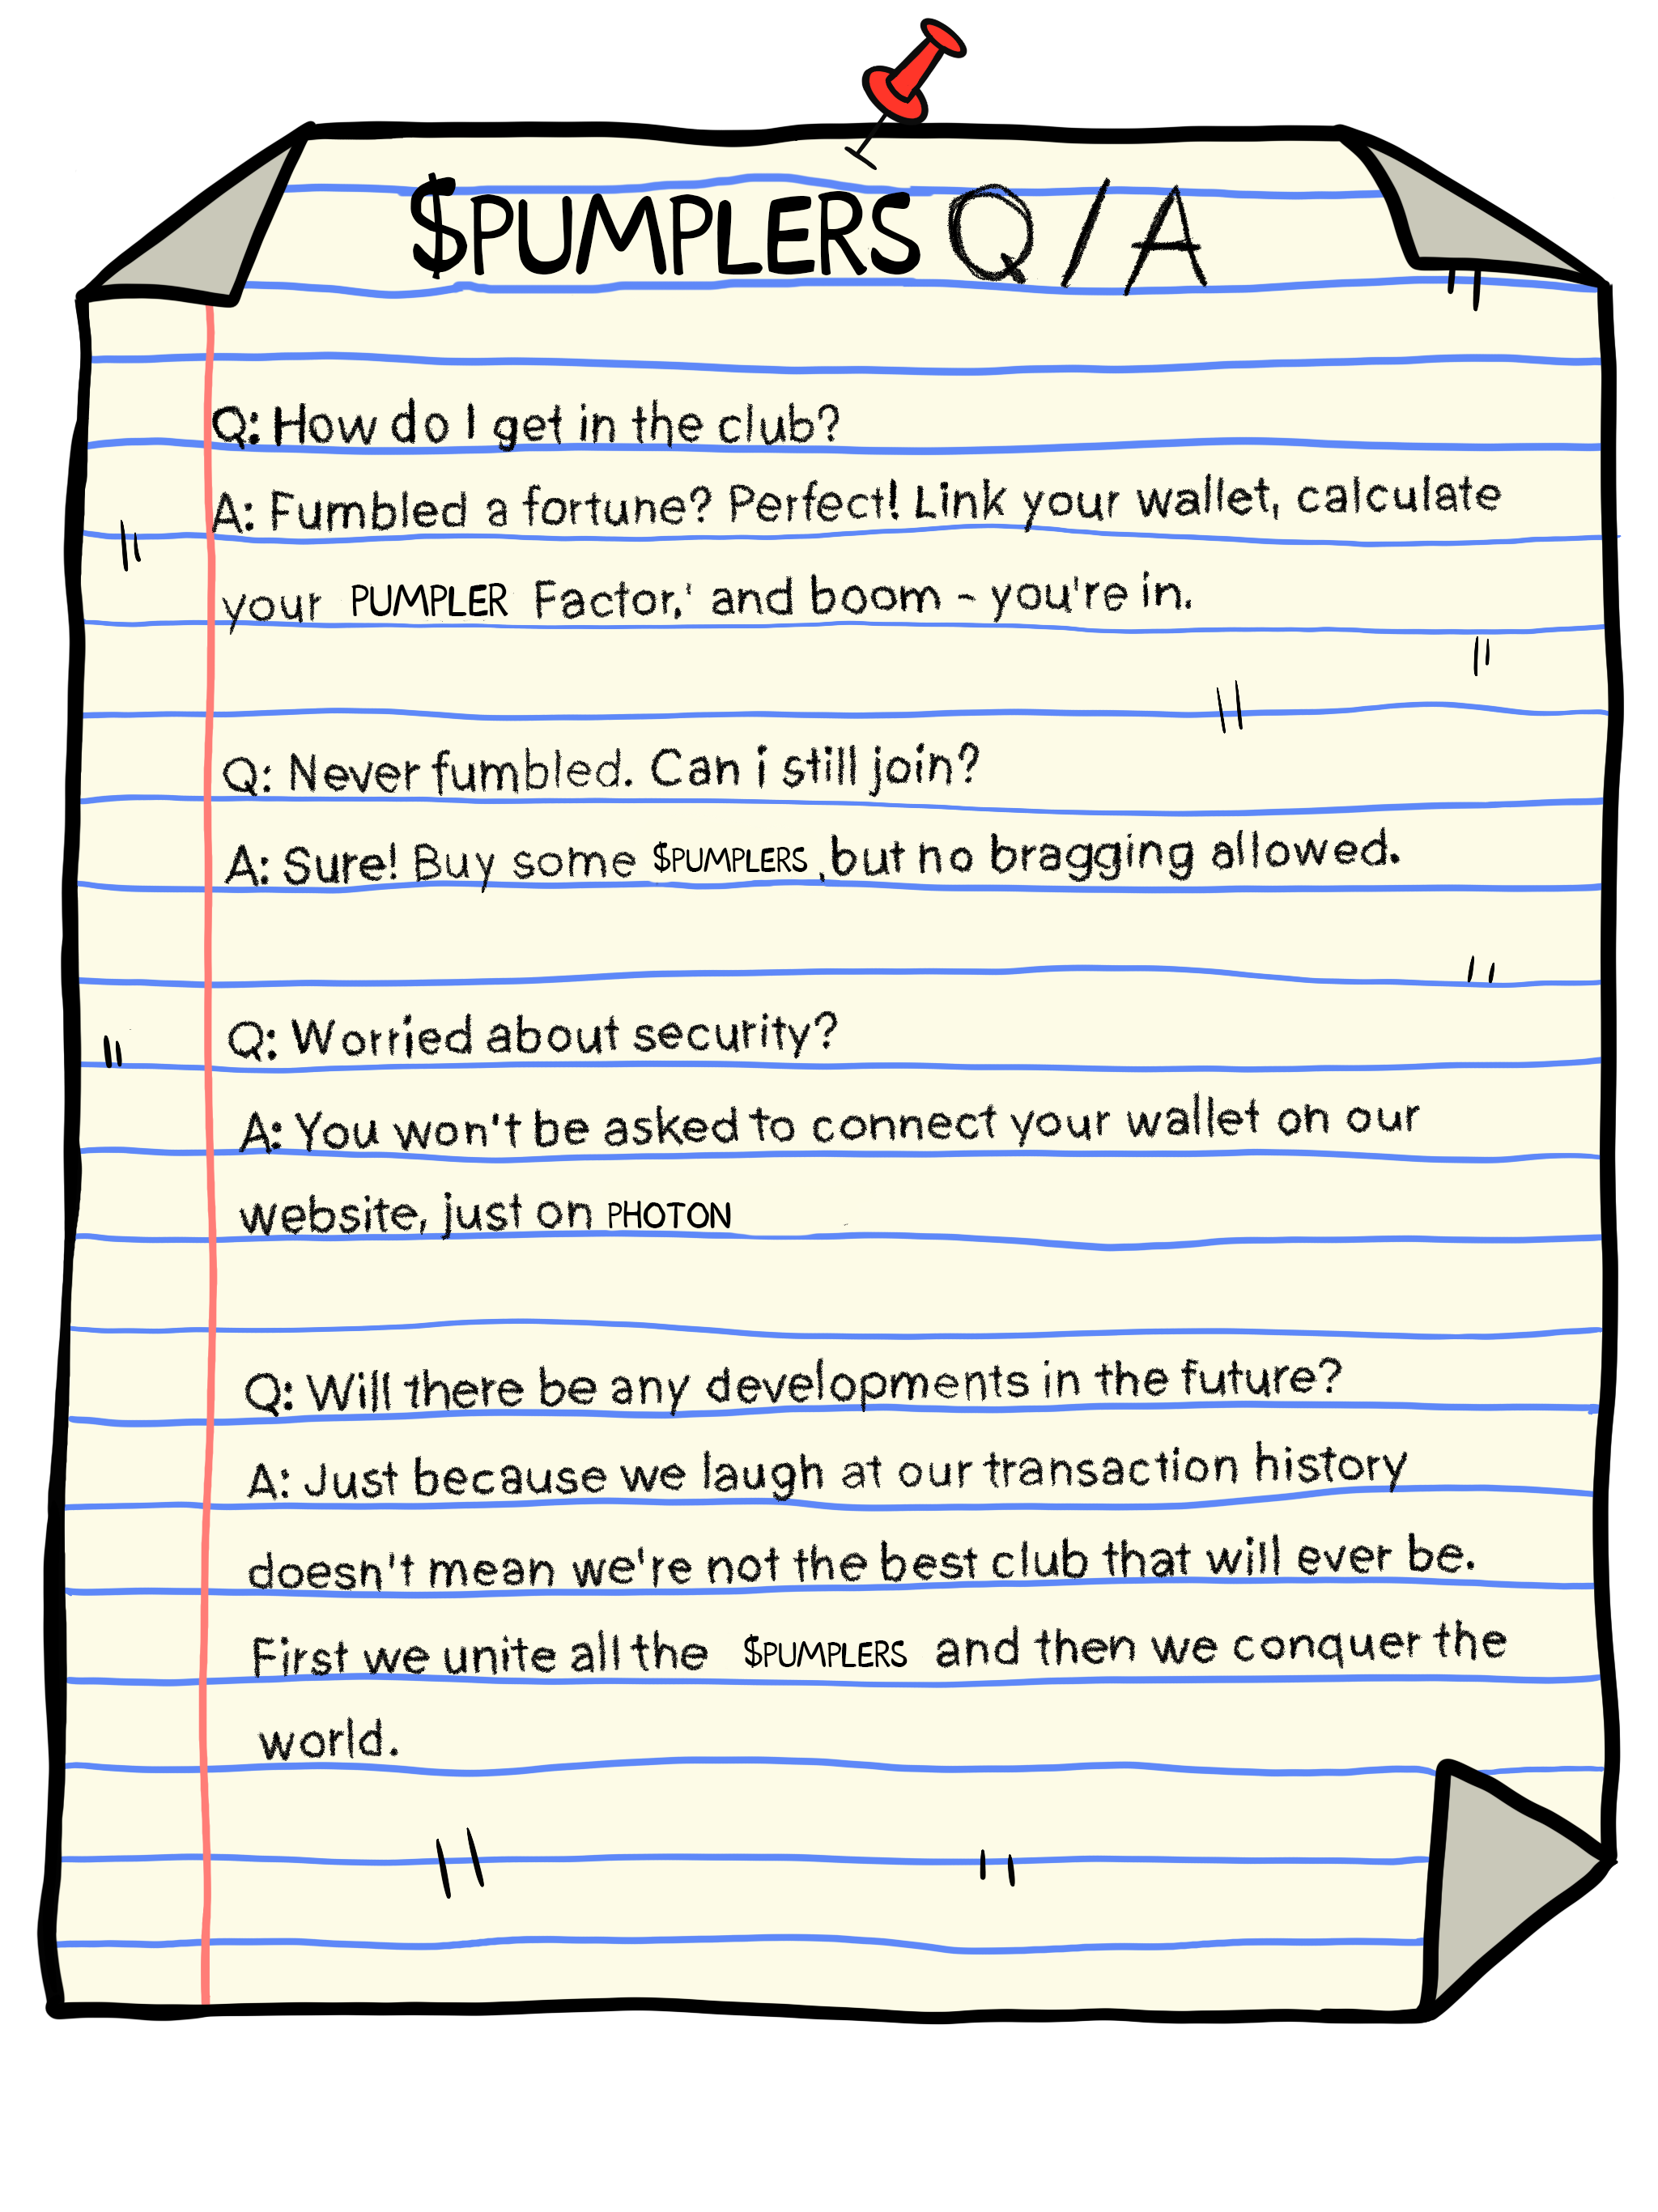 $PUMPLERS Q/A
Q: How do I get in the club?
A: Fumbled a fortune? Perfect! Link your wallet, calculate
your PUMPLER Factor,' and boom - you're in.
Q: Never fumbled. Can i still join?
A: Sure! Buy some $PUMPLERS ,but no bragging allowed.
Q: Worried about security?
A: You won't be asked to connect your wallet on our
website, just on PHOTON
Q: Will there be any developments in the future?
A: Just because we laugh at our transaction history
doesn't mean we're not the best club that will ever be.
First we unite all the $PUMPLERS and then we conquer the
world.